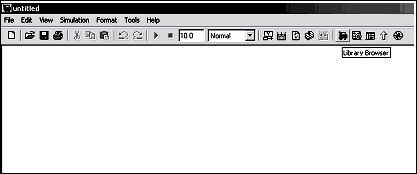 untitled
File Edit View Simulation Format Tools Help
10.0 Normal
Library Browser